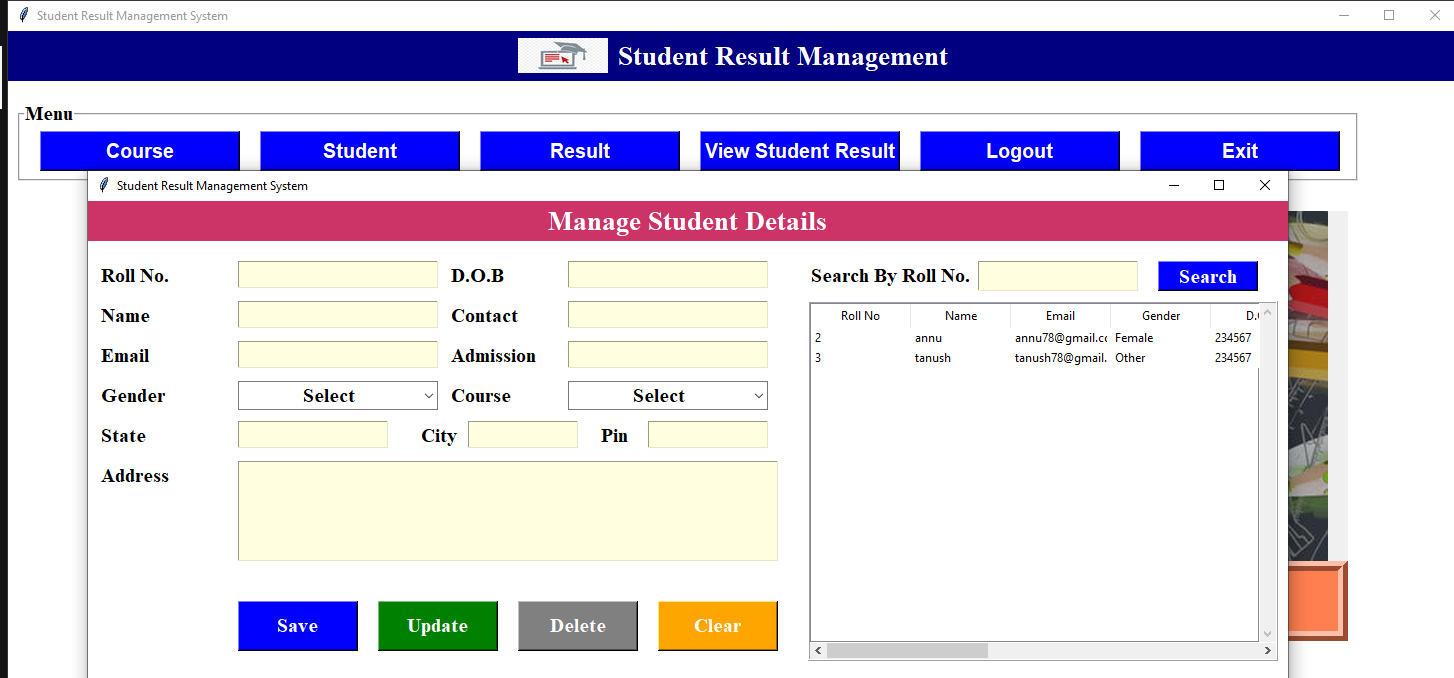 Student Result Management System
Student Result Management
Menu
Course Student Result View Student Result Logout Exit
Student Result Management System
Manage Student Details
Roll No. D.O.B Search By Roll No. Search
Name Contact
Email Admission
Gender Select Course Select
State City Pin
Address
Roll No Name Email Gender D.
2 annu annu78@gmail.co Female 234567
3 tanush tanush78@gmail. Other 234567
Save Update Delete Clear